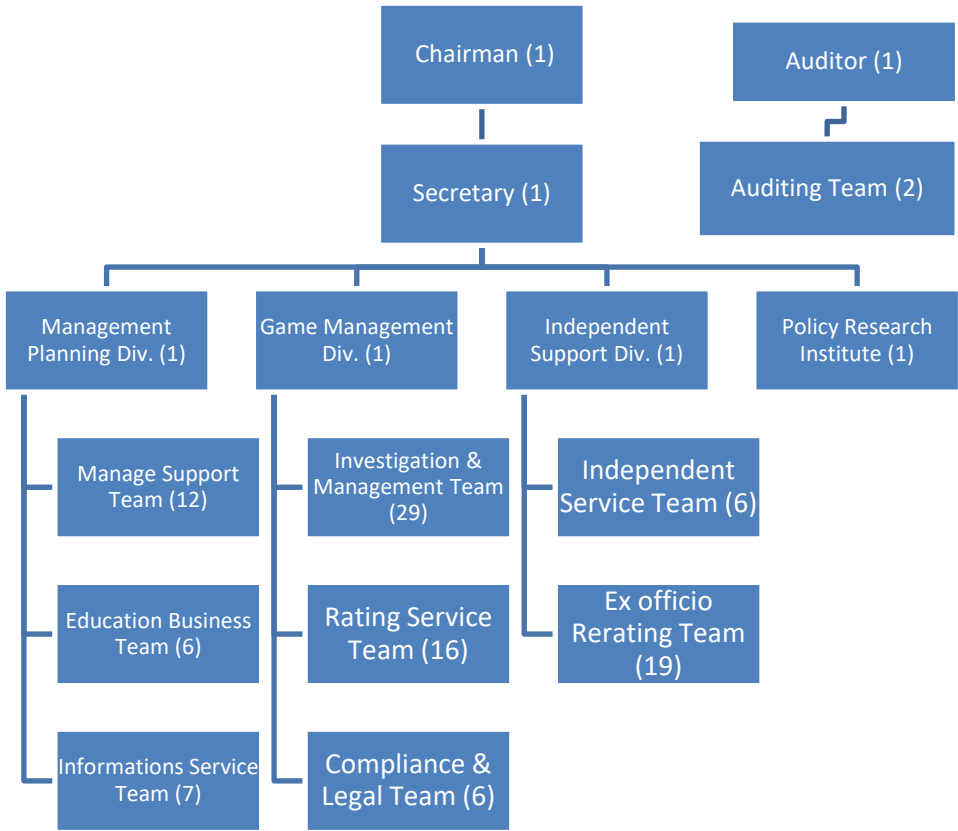 Chairman (1)
Auditor (1)
Secretary (1)
Auditing Team (2)
Management
Planning Div. (1)
Game Management
Div. (1)
Independent
Support Div. (1)
Policy Research
Institute (1)
Manage Support
Team (12)
Investigation &
Management Team
(29)
Independent
Service Team (6)
Education Business
Team (6)
Rating Service
Team (16)
Ex officio
Rerating Team
(19)
Informations Service
Team (7)
Compliance &
Legal Team (6)